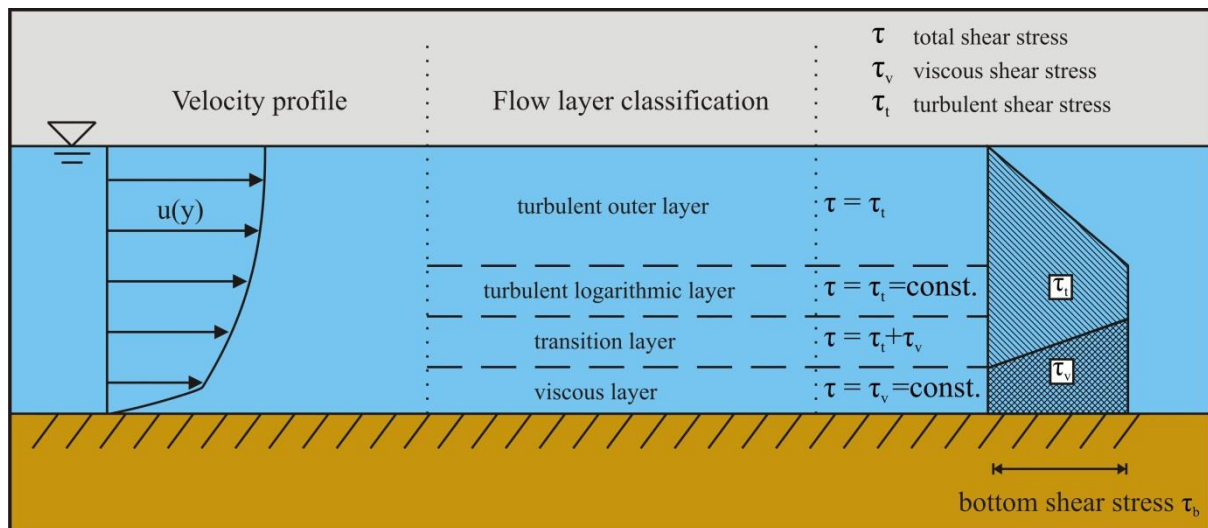 Velocity profile
Flow layer classification
τ total shear stress
τᵥ viscous shear stress
τₜ turbulent shear stress
u(y)
turbulent outer layer
τ = τₜ
turbulent logarithmic layer
τ = τₜ=const.
transition layer
τ = τₜ+τᵥ
viscous layer
τ = τᵥ=const.
τₜ
τᵥ
bottom shear stress τ_b